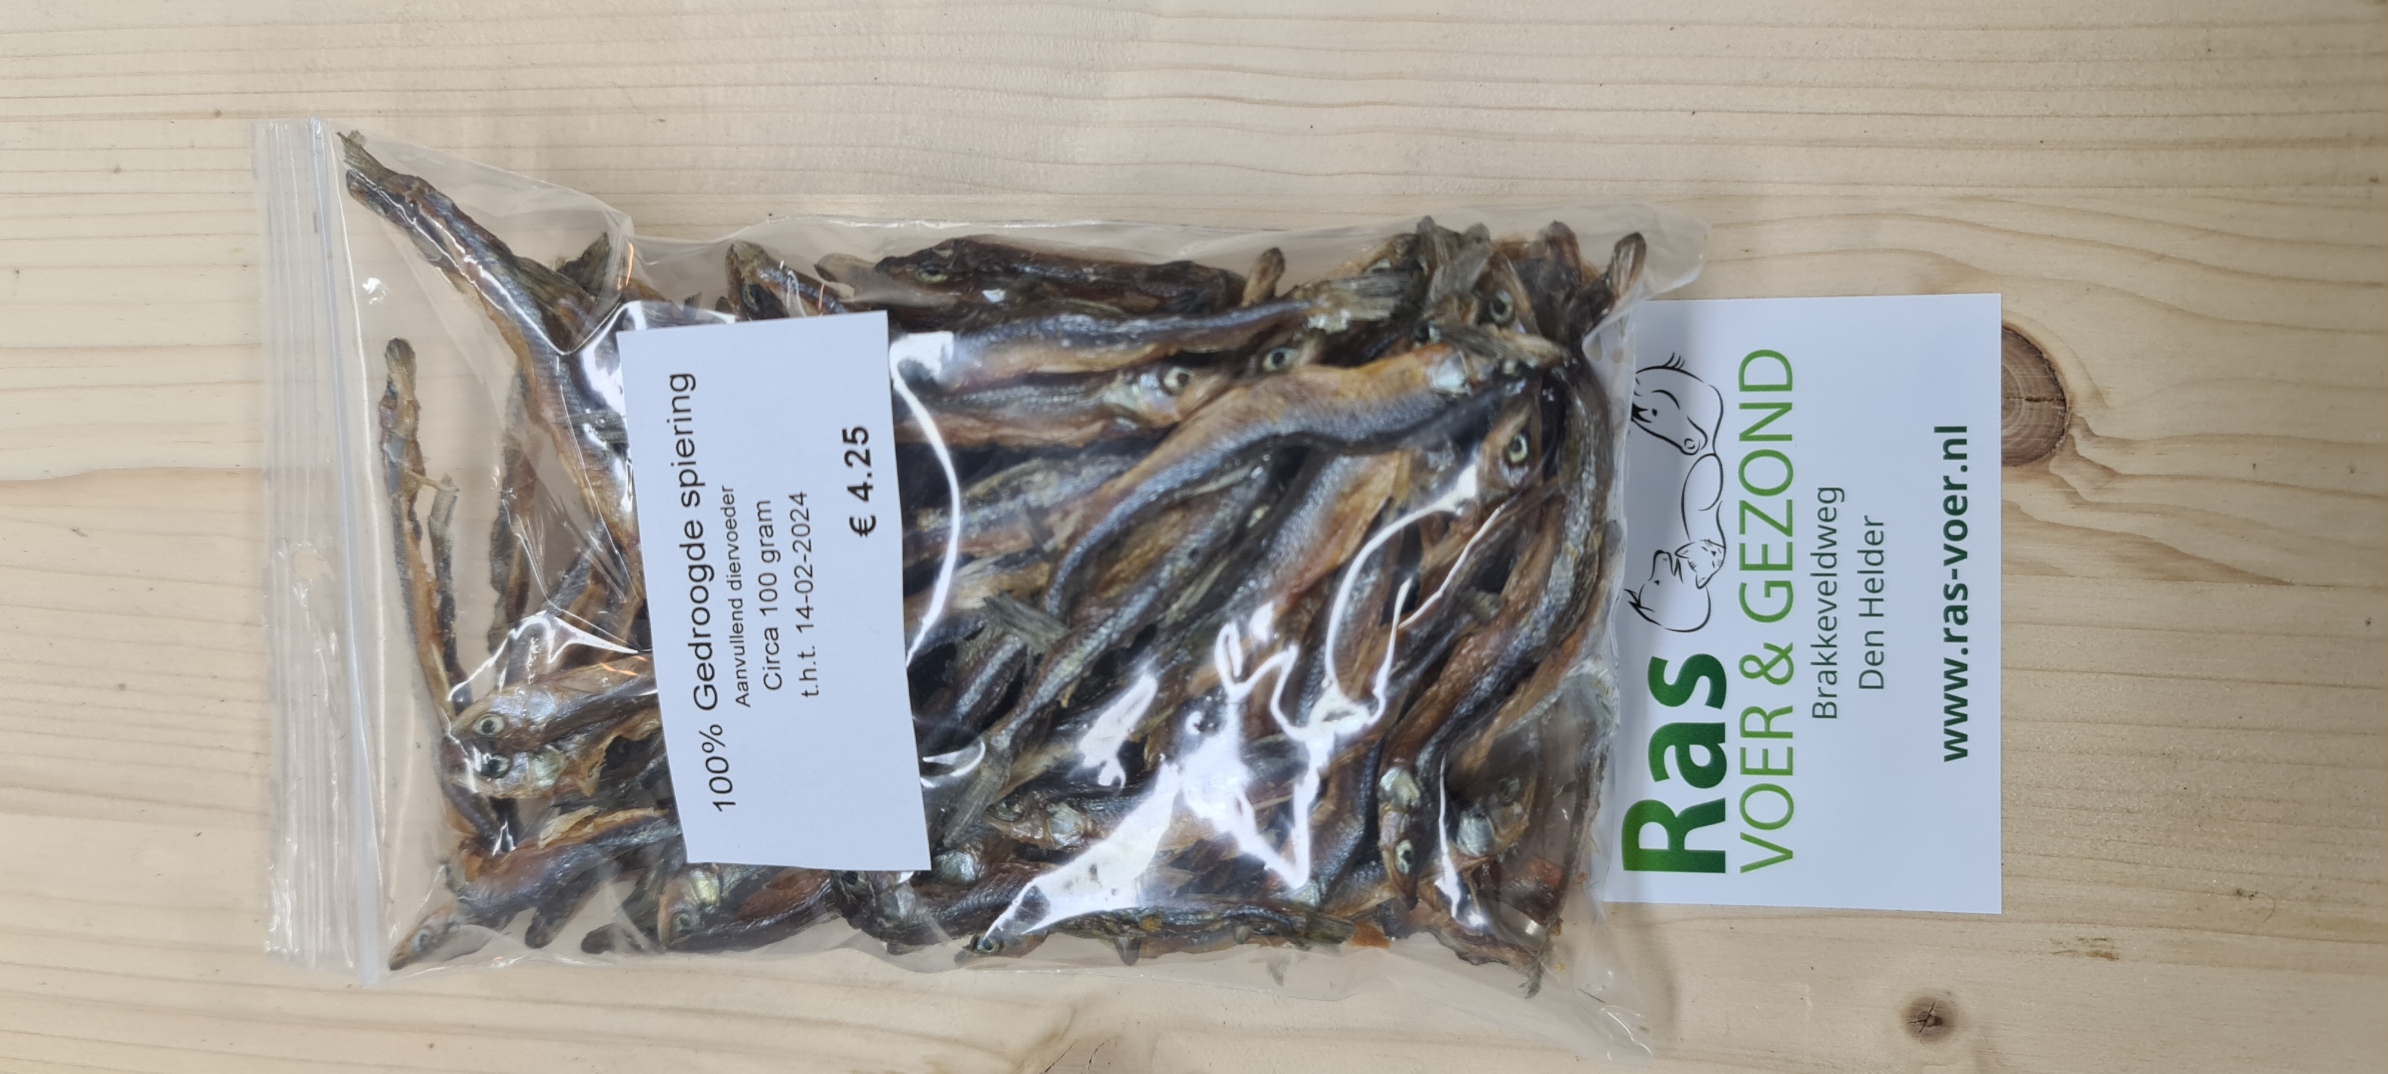 100% Gedroogde spiering
Aanvullend diervoeder
Circa 100 gram
t.h.t. 14-02-2024
€ 4.25
Ras
VOER & GEZOND
Brakkeveldweg
Den Helder
www.ras-voer.nl